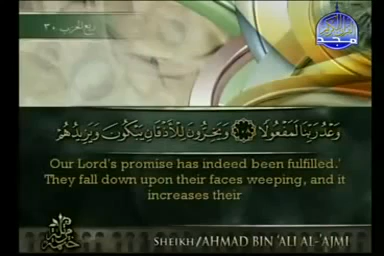 ربع الحزب ٣٠
وَعْدُ رَبِّنَا لَمَفْعُولًا ١٠٨ وَيَخِرُّونَ لِلْأَذْقَانِ يَبْكُونَ وَيَزِيدُهُمْ
Our Lord's promise has indeed been fulfilled.'
They fall down upon their faces weeping, and it
increases their
SHEIKH/AHMAD BIN 'ALI AL-'AJMI